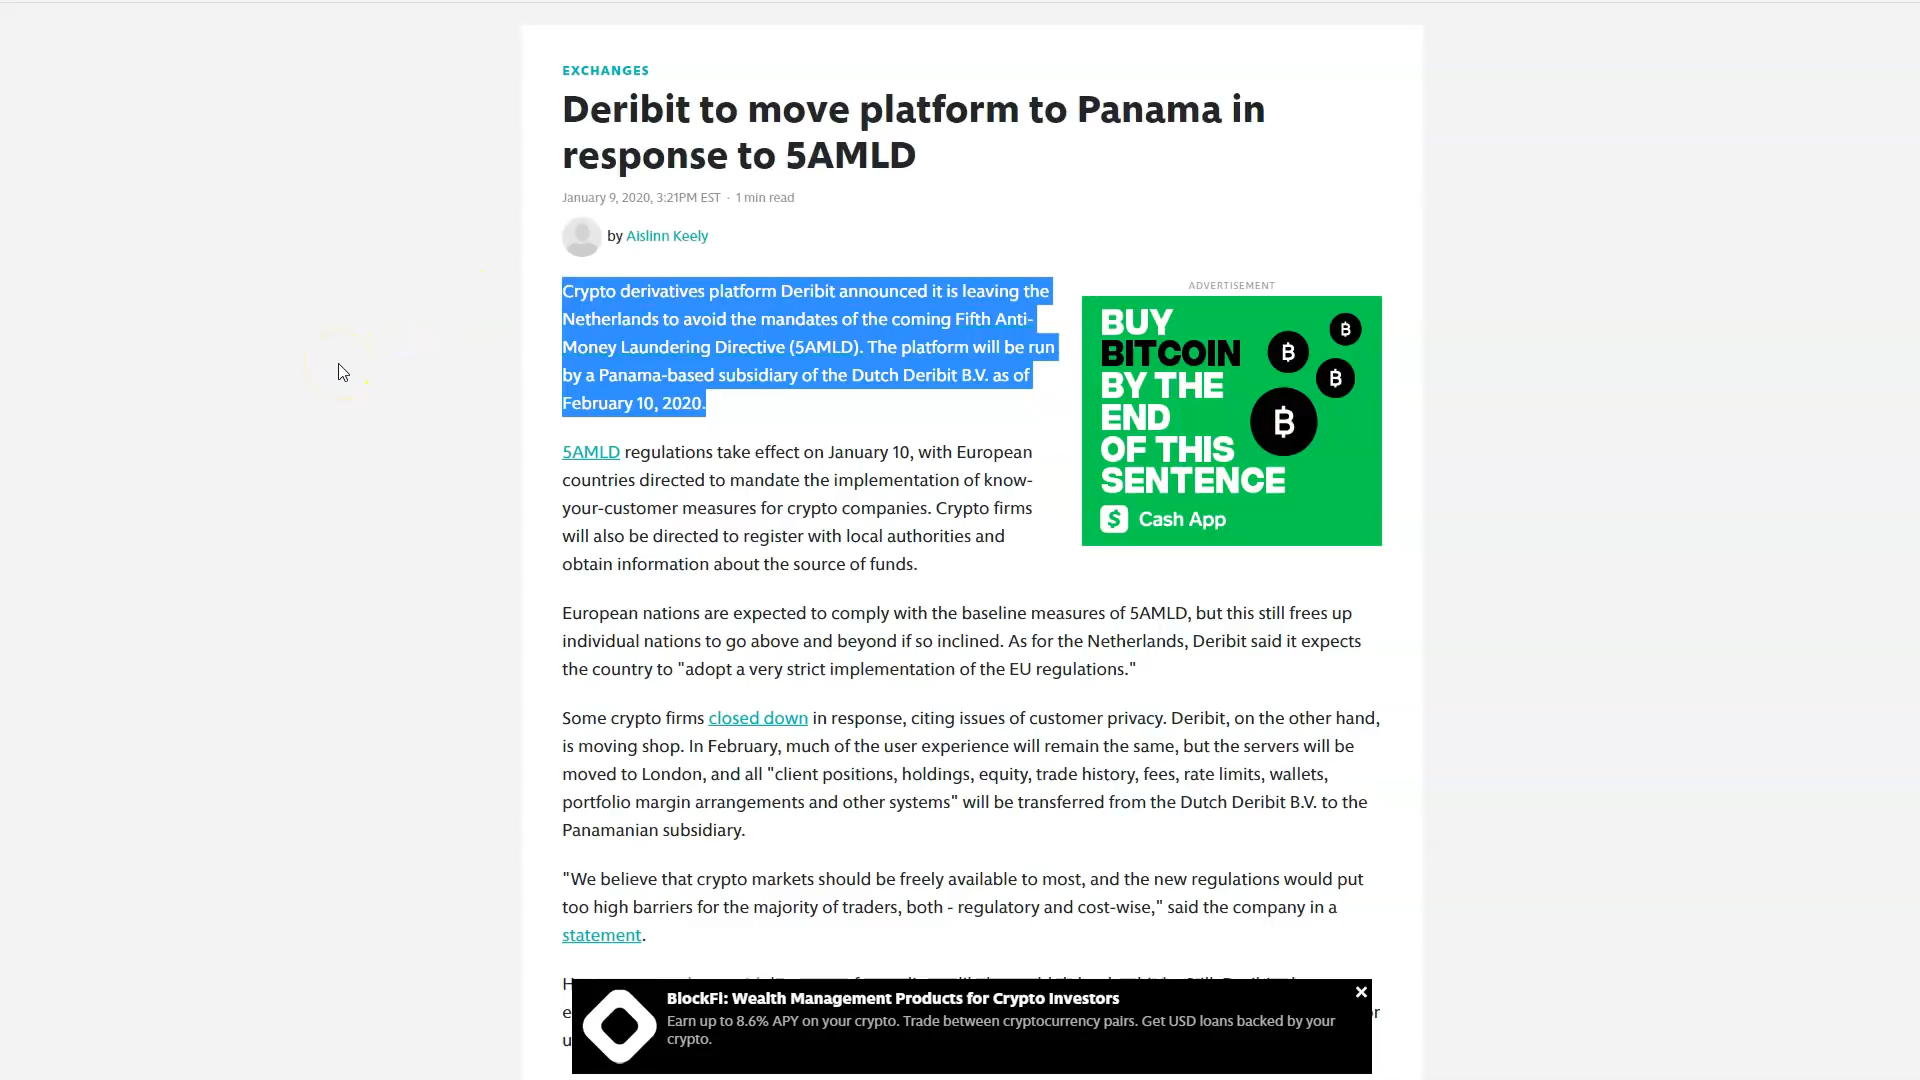 EXCHANGES
Deribit to move platform to Panama in
response to 5AMLD
January 9, 2020, 3:21PM EST · 1 min read
by Aislinn Keely
Crypto derivatives platform Deribit announced it is leaving the
Netherlands to avoid the mandates of the coming Fifth Anti-
Money Laundering Directive (5AMLD). The platform will be run
by a Panama-based subsidiary of the Dutch Deribit B.V. as of
February 10, 2020.
ADVERTISEMENT
BUY
BITCOIN
BY THE
END
OF THIS
SENTENCE
Cash App
5AMLD regulations take effect on January 10, with European
countries directed to mandate the implementation of know-
your-customer measures for crypto companies. Crypto firms
will also be directed to register with local authorities and
obtain information about the source of funds.
European nations are expected to comply with the baseline measures of 5AMLD, but this still frees up
individual nations to go above and beyond if so inclined. As for the Netherlands, Deribit said it expects
the country to "adopt a very strict implementation of the EU regulations."
Some crypto firms closed down in response, citing issues of customer privacy. Deribit, on the other hand,
is moving shop. In February, much of the user experience will remain the same, but the servers will be
moved to London, and all "client positions, holdings, equity, trade history, fees, rate limits, wallets,
portfolio margin arrangements and other systems" will be transferred from the Dutch Deribit B.V. to the
Panamanian subsidiary.
"We believe that crypto markets should be freely available to most, and the new regulations would put
too high barriers for the majority of traders, both - regulatory and cost-wise," said the company in a
statement.
BlockFi: Wealth Management Products for Crypto Investors
Earn up to 8.6% APY on your crypto. Trade between cryptocurrency pairs. Get USD loans backed by your
crypto.